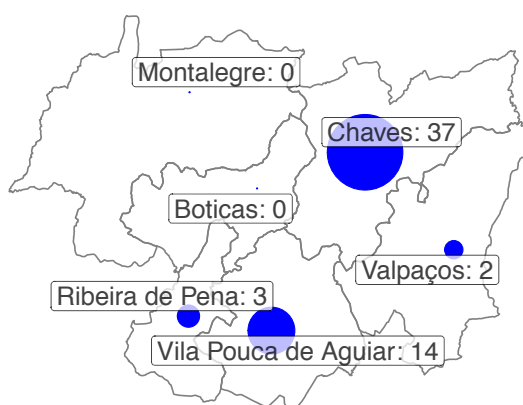 Montalegre: 0
Chaves: 37
Boticas: 0
Valpaços: 2
Ribeira de Pena: 3
Vila Pouca de Aguiar: 14